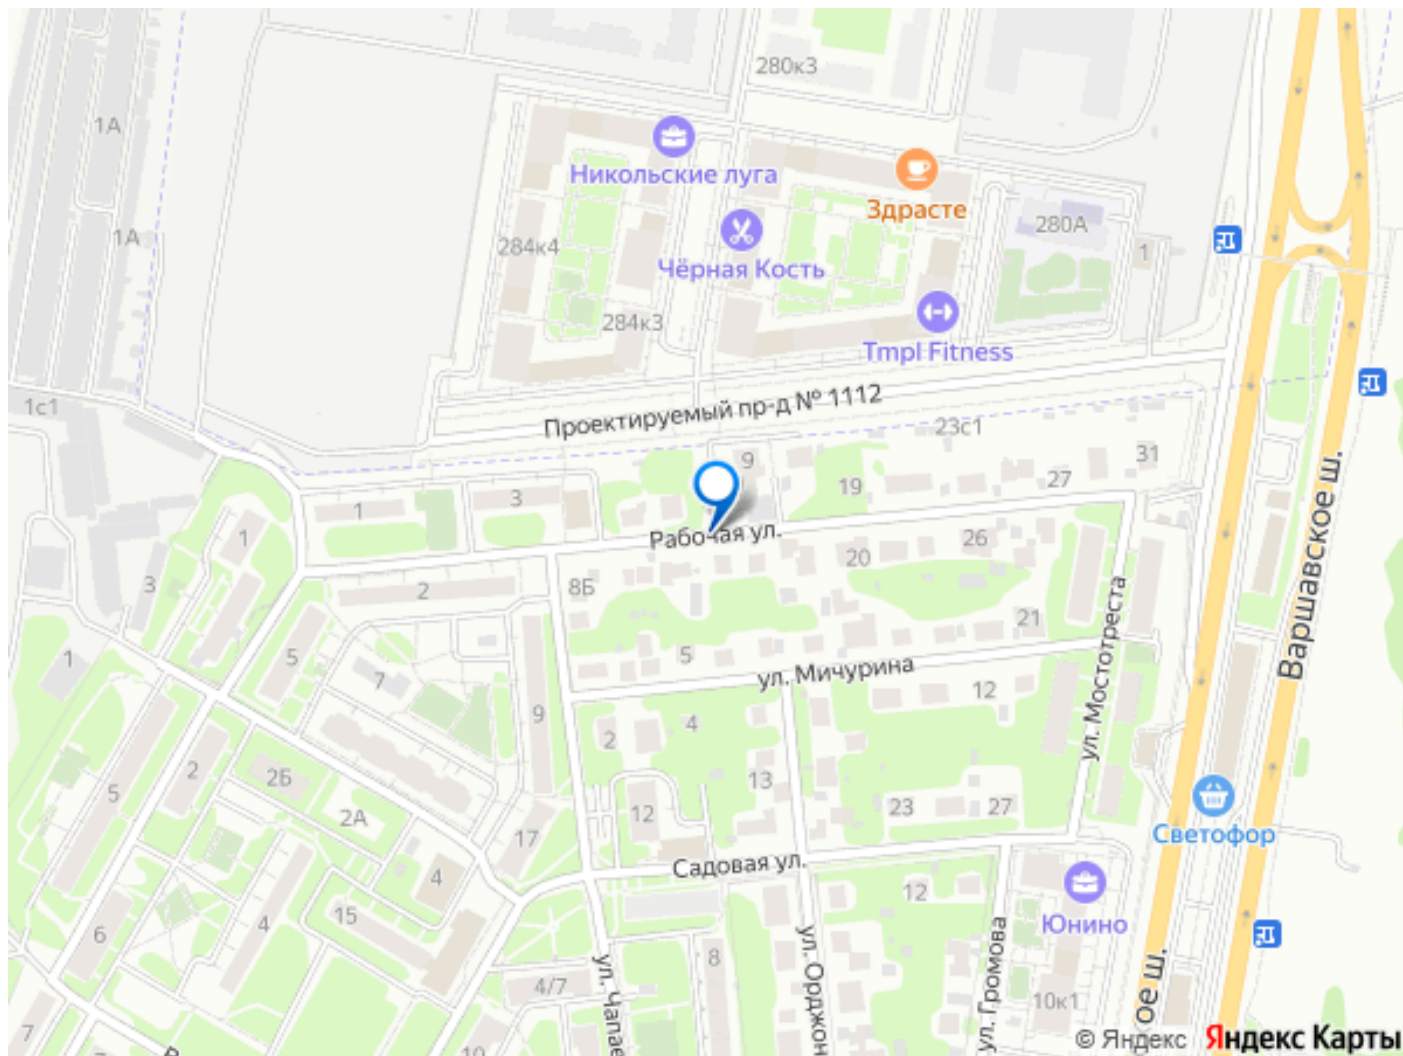 280к3
1А
Никольские луга
Здрасте
280А
1
1А
284к4
Чёрная Кость
284к3
Tmpl Fitness
1с1
Проектируемый пр-д № 1112
23с1
9
31
19
27
3
1
Рабочая ул.
1
26
20
3
2
8Б
ул. Мостотреста
Варшавское ш.
21
5
5
1
7
ул. Мичурина
12
9
2
4
2
2Б
13
5
12
23
27
2А
17
Светофор
Садовая ул.
4
12
Юнино
15
4
6
ул. Громова
8
ул. Орджон
ул. Чапае
4/7
10к1
ое ш.
7
10
© Яндекс Яндекс Карты